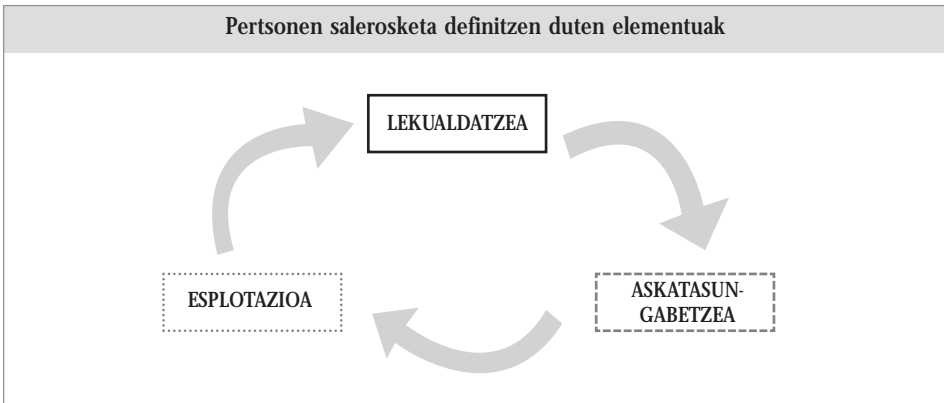 Pertsonen salerosketa definitzen duten elementuak
LEKUALDATZEA
ESPLOTAZIOA
ASKATASUN-
GABETZEA